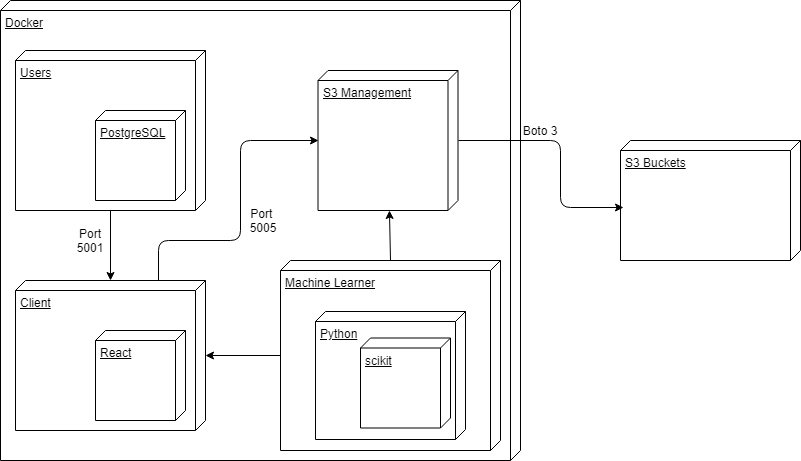 Docker
Users
PostgreSQL
S3 Management
Boto 3
S3 Buckets
Port
5001
Port
5005
Client
React
Machine Learner
Python
scikit